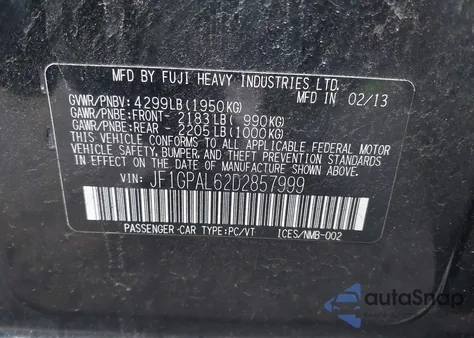 MFD BY FUJI HEAVY INDUSTRIES LTD.
MFD IN 02/13
GVWR/PNBV: 4299LB(1950KG)
GAWR/PNBE:FRONT- 2183LB( 990KG)
GAWR/PNBE:REAR - 2205LB(1000KG)
THIS VEHICLE CONFORMS TO ALL APPLICABLE FEDERAL MOTOR
VEHICLE SAFETY, BUMPER, AND THEFT PREVENTION STANDARDS
IN EFFECT ON THE DATE OF MANUFACTURE SHOWN ABOVE.
VIN: JF1GPAL62D2857999
PASSENGER-CAR TYPE:PC/VT ICES/NMB-002
autoSnap